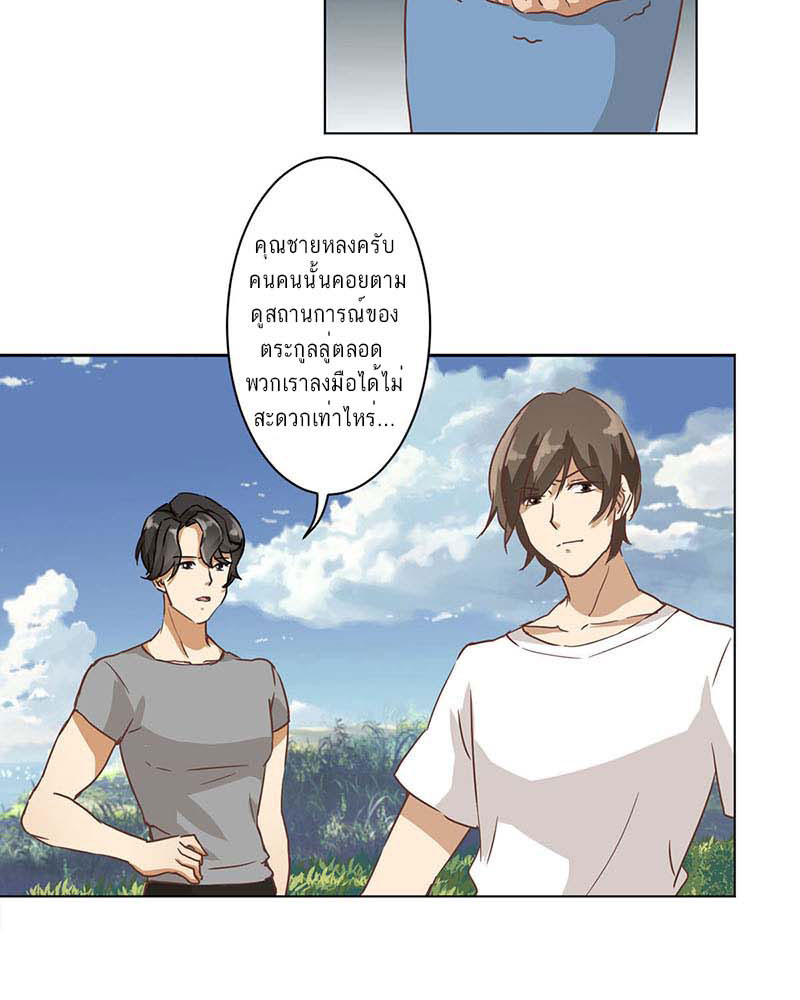 คุณชายหลงครับ
คนคนนั้นคอยตาม
ดูสถานการณ์ของ
ตระกูลลู่ตลอด
พวกเราลงมือได้ไม่
สะดวกเท่าไหร่...